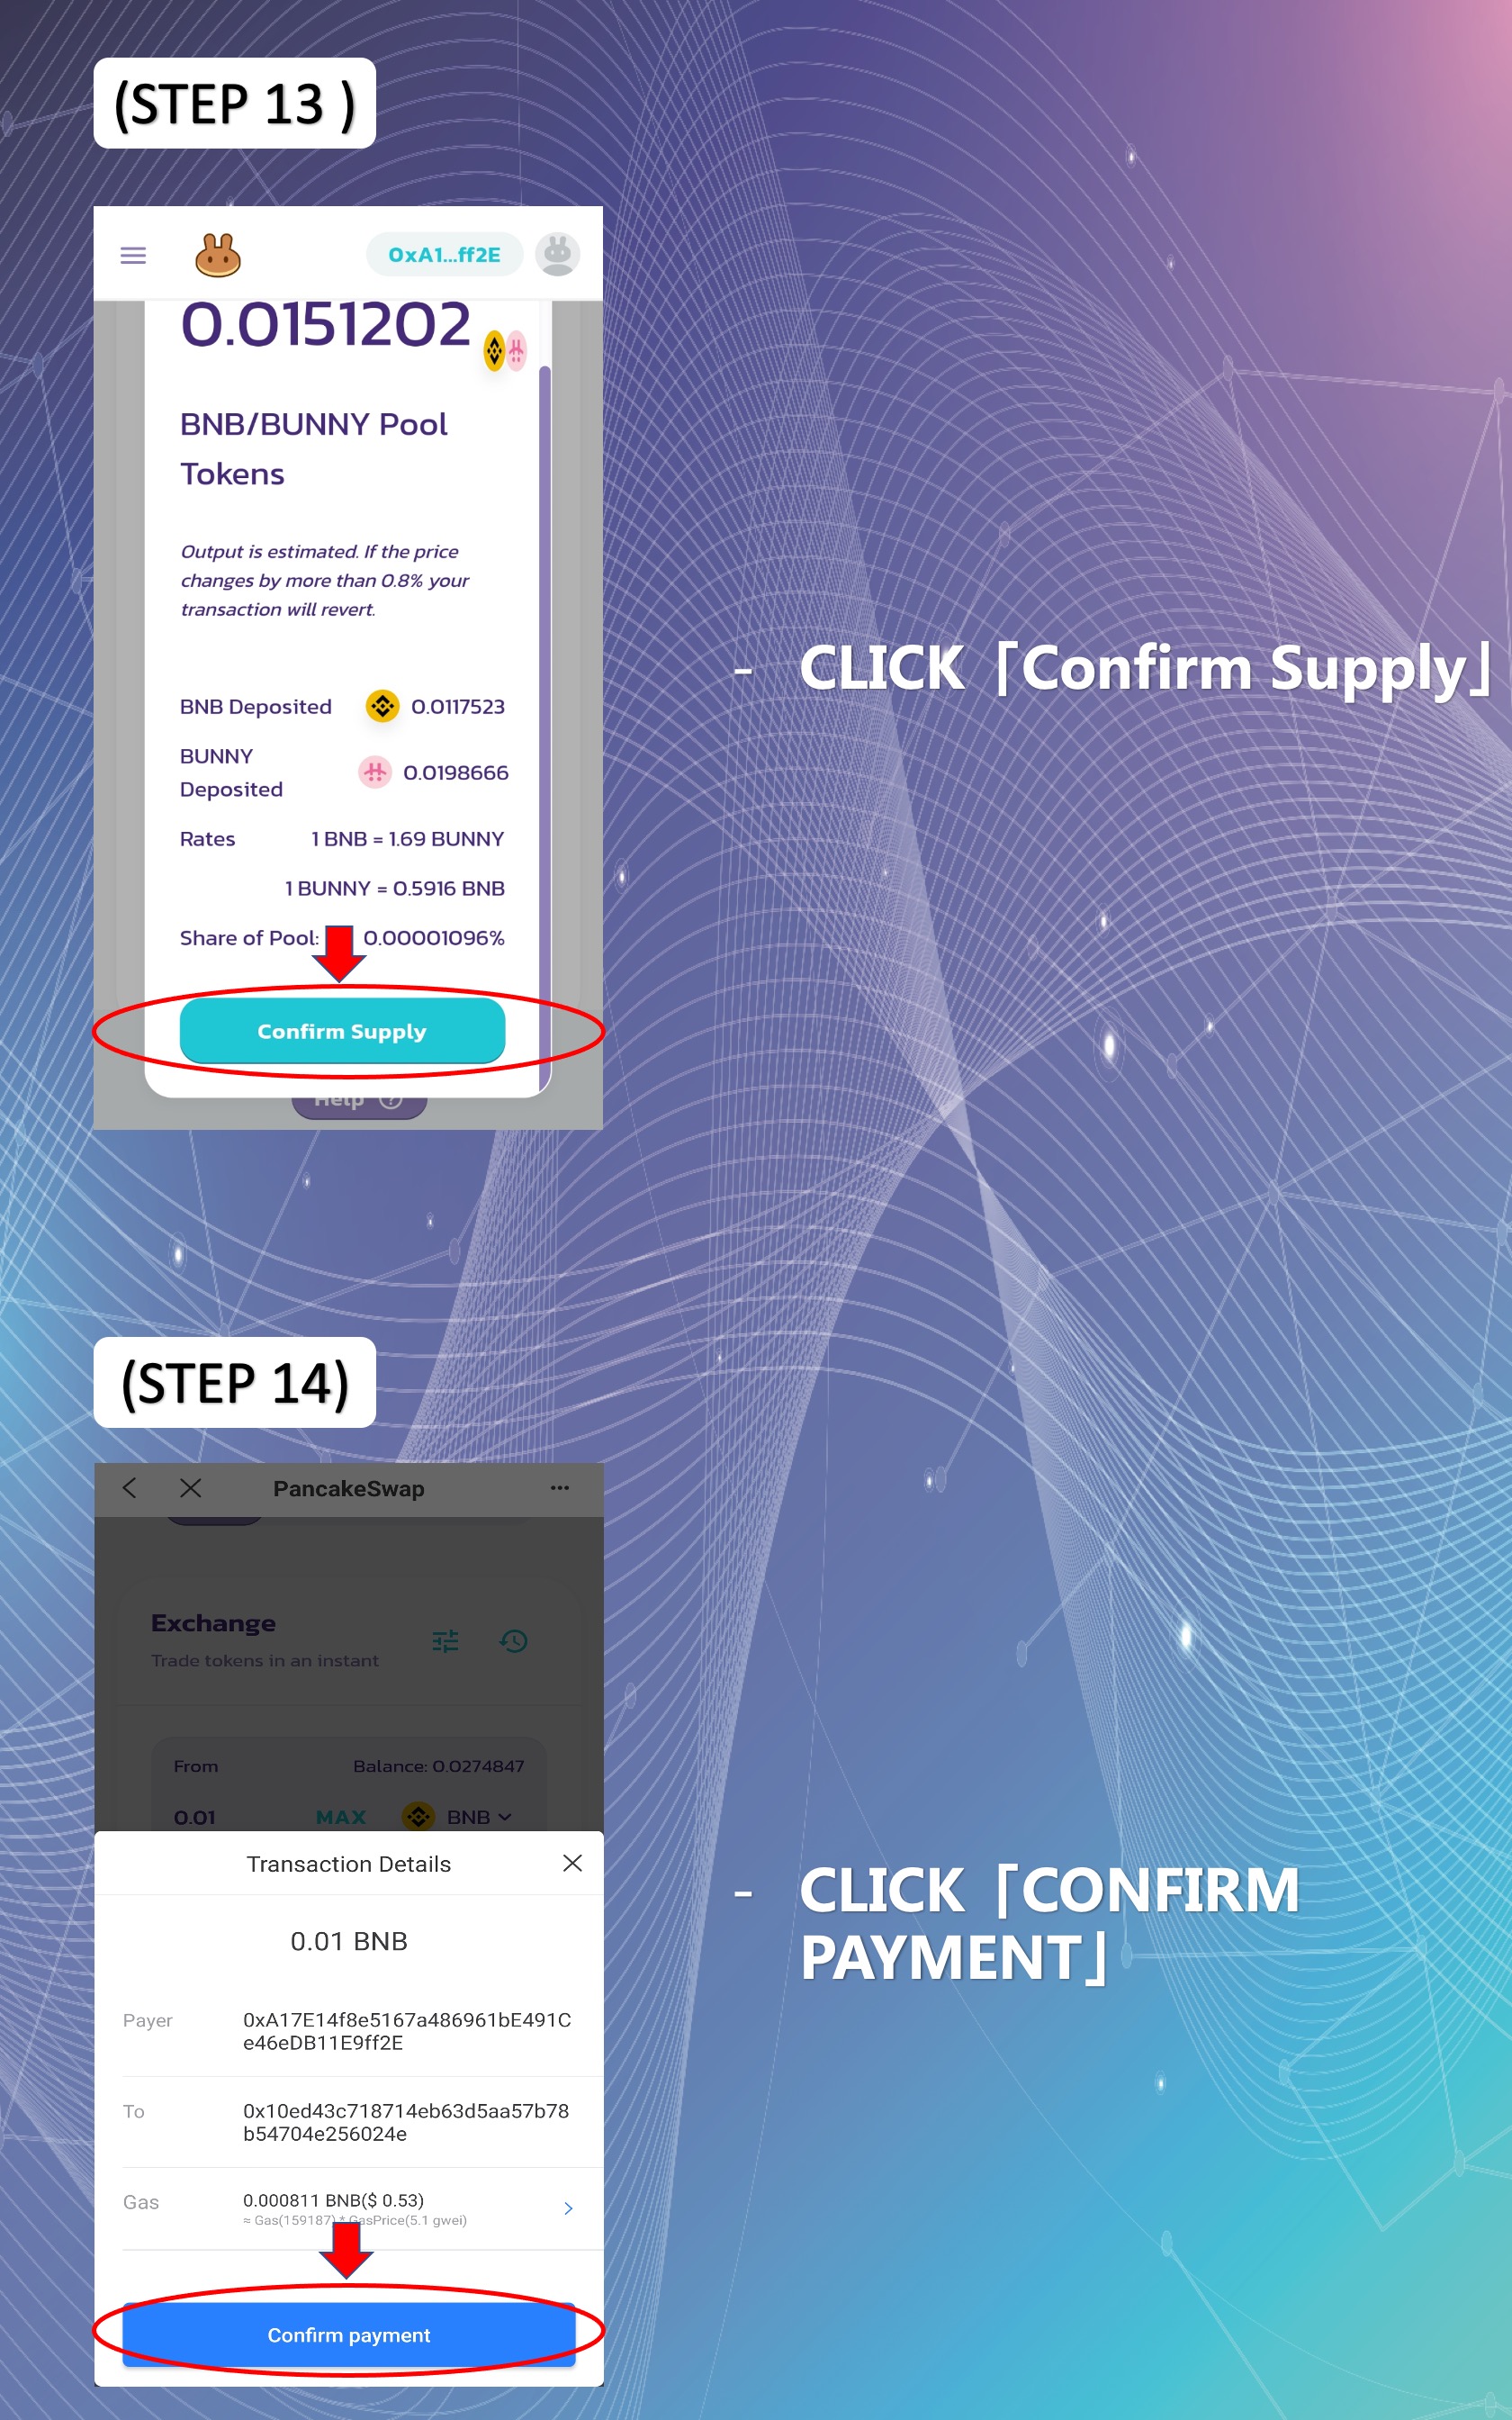 (STEP 13 )
0xA1...ff2E
0.0151202
BNB/BUNNY Pool
Tokens
Output is estimated. If the price
changes by more than 0.8% your
transaction will revert.
BNB Deposited 0.0117523
BUNNY
Deposited 0.0198666
Rates 1 BNB = 1.69 BUNNY
1 BUNNY = 0.5916 BNB
Share of Pool: 0.00001096%
Confirm Supply
Help
- CLICK「Confirm Supply」
(STEP 14)
PancakeSwap
Exchange
Trade tokens in an instant
From Balance: 0.0274847
0.01 MAX BNB
Transaction Details
0.01 BNB
Payer 0xA17E14f8e5167a486961bE491C
e46eDB11E9ff2E
To 0x10ed43c718714eb63d5aa57b78
b54704e256024e
Gas 0.000811 BNB($ 0.53)
≈ Gas(159187) * GasPrice(5.1 gwei)
Confirm payment
- CLICK「CONFIRM
PAYMENT」